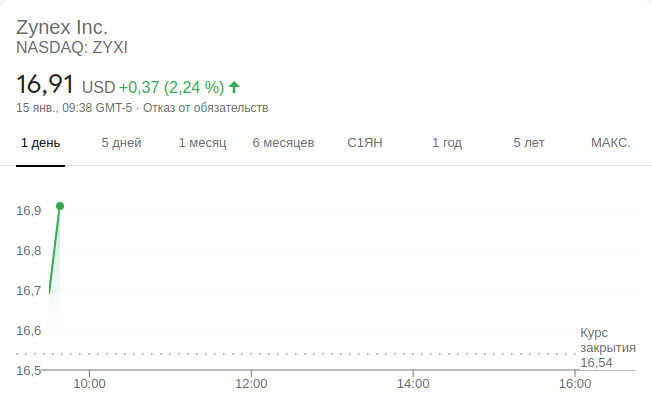 Zynex Inc.
NASDAQ: ZYXI
16,91 USD +0,37 (2,24 %)
15 янв., 09:38 GMT-5 · Отказ от обязательств
1 день 5 дней 1 месяц 6 месяцев С1ЯН 1 год 5 лет МАКС.
16,9
16,8
16,7
16,6
16,5
Курс
закрытия
16,54
10:00 12:00 14:00 16:00